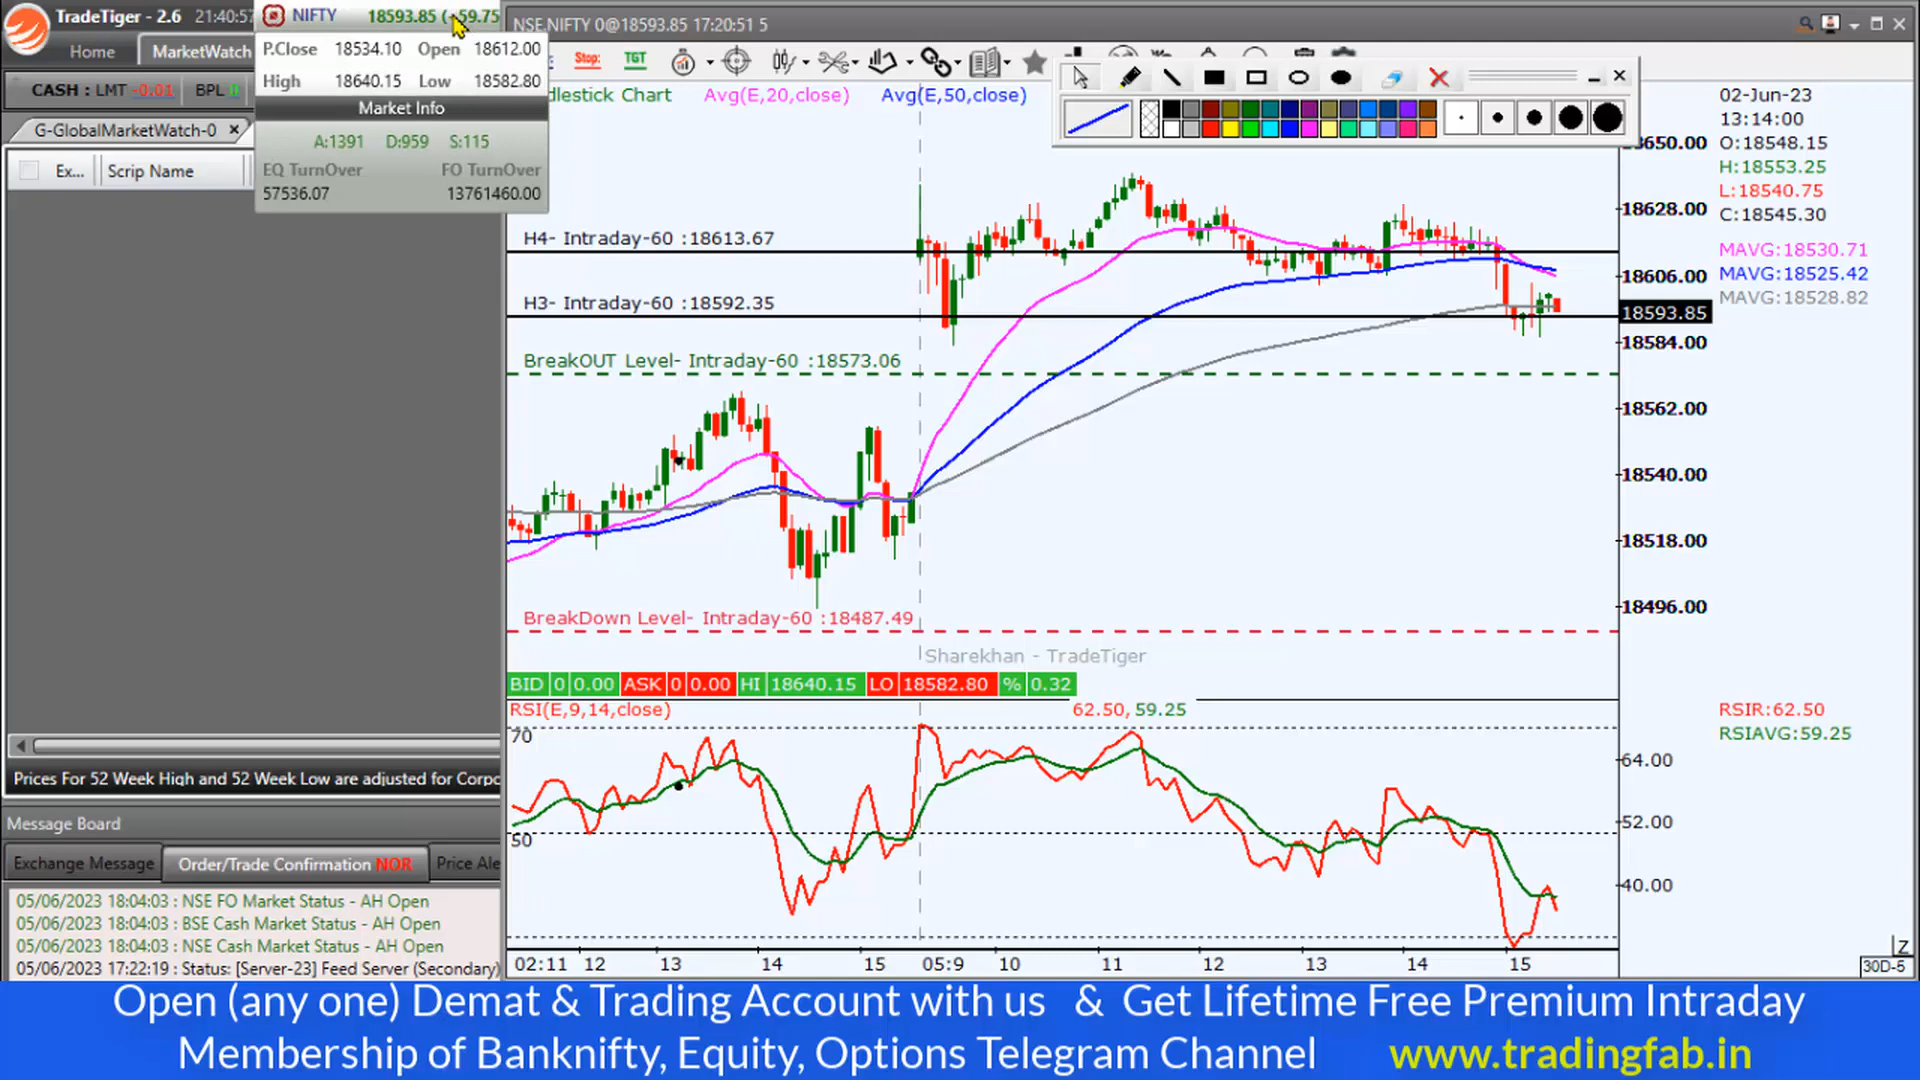 TradeTiger - 2.6 21:40:57
NIFTY 18593.85 (+59.75
P.Close 18534.10 Open 18612.00
High 18640.15 Low 18582.80
Market Info
A:1391 D:959 S:115
EQ TurnOver FO TurnOver
57536.07 13761460.00
Home MarketWatch
CASH : LMT -0.01 BPL
G-GlobalMarketWatch-0
Ex... Scrip Name
Prices For 52 Week High and 52 Week Low are adjusted for Corpo
Message Board
Exchange Message Order/Trade Confirmation NOR Price Ale
05/06/2023 18:04:03 : NSE FO Market Status - AH Open
05/06/2023 18:04:03 : BSE Cash Market Status - AH Open
05/06/2023 18:04:03 : NSE Cash Market Status - AH Open
05/06/2023 17:22:19 : Status: [Server-23] Feed Server (Secondary)
NSE.NIFTY 0@18593.85 17:20:51 5
Stop: TGT
dlestick Chart Avg(E,20,close) Avg(E,50,close)
H4- Intraday-60 :18613.67
H3- Intraday-60 :18592.35
BreakOUT Level- Intraday-60 :18573.06
BreakDown Level- Intraday-60 :18487.49
Sharekhan - TradeTiger
BID 0 0.00 ASK 0 0.00 HI 18640.15 LO 18582.80 % 0.32
RSI(E,9,14,close) 62.50, 59.25
70
50
18650.00
18628.00
18606.00
18593.85
18584.00
18562.00
18540.00
18518.00
18496.00
64.00
52.00
40.00
02-Jun-23
13:14:00
O:18548.15
H:18553.25
L:18540.75
C:18545.30
MAVG:18530.71
MAVG:18525.42
MAVG:18528.82
RSIR:62.50
RSIAVG:59.25
Z
30D-5
02:11 12 13 14 15 05:9 10 11 12 13 14 15
Open (any one) Demat & Trading Account with us & Get Lifetime Free Premium Intraday
Membership of Banknifty, Equity, Options Telegram Channel www.tradingfab.in